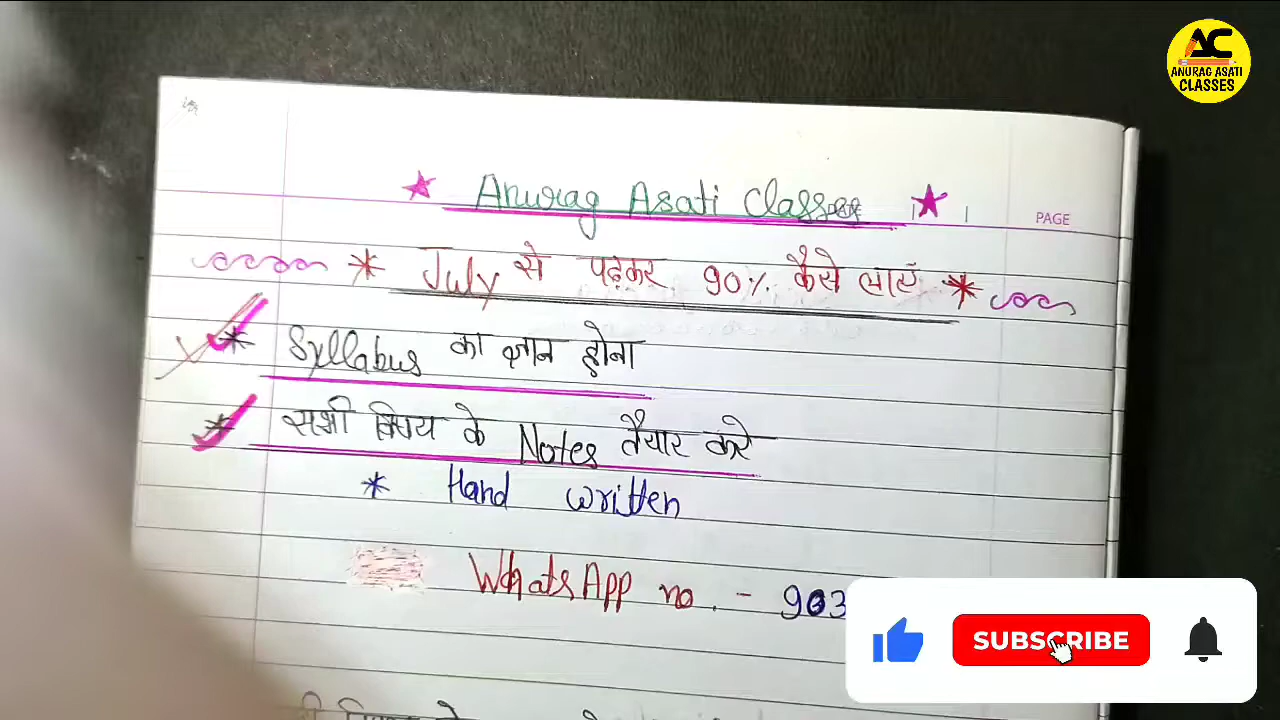 AC
ANURAG ASATI
CLASSES
Anurag Asati Classes
PAGE
July से पढ़कर 90% कैसे लाएं
Syllabus का ज्ञान होना
सभी विषय के Notes तैयार करे
* Hand written
WhatsApp no. - 903
SUBSCRIBE